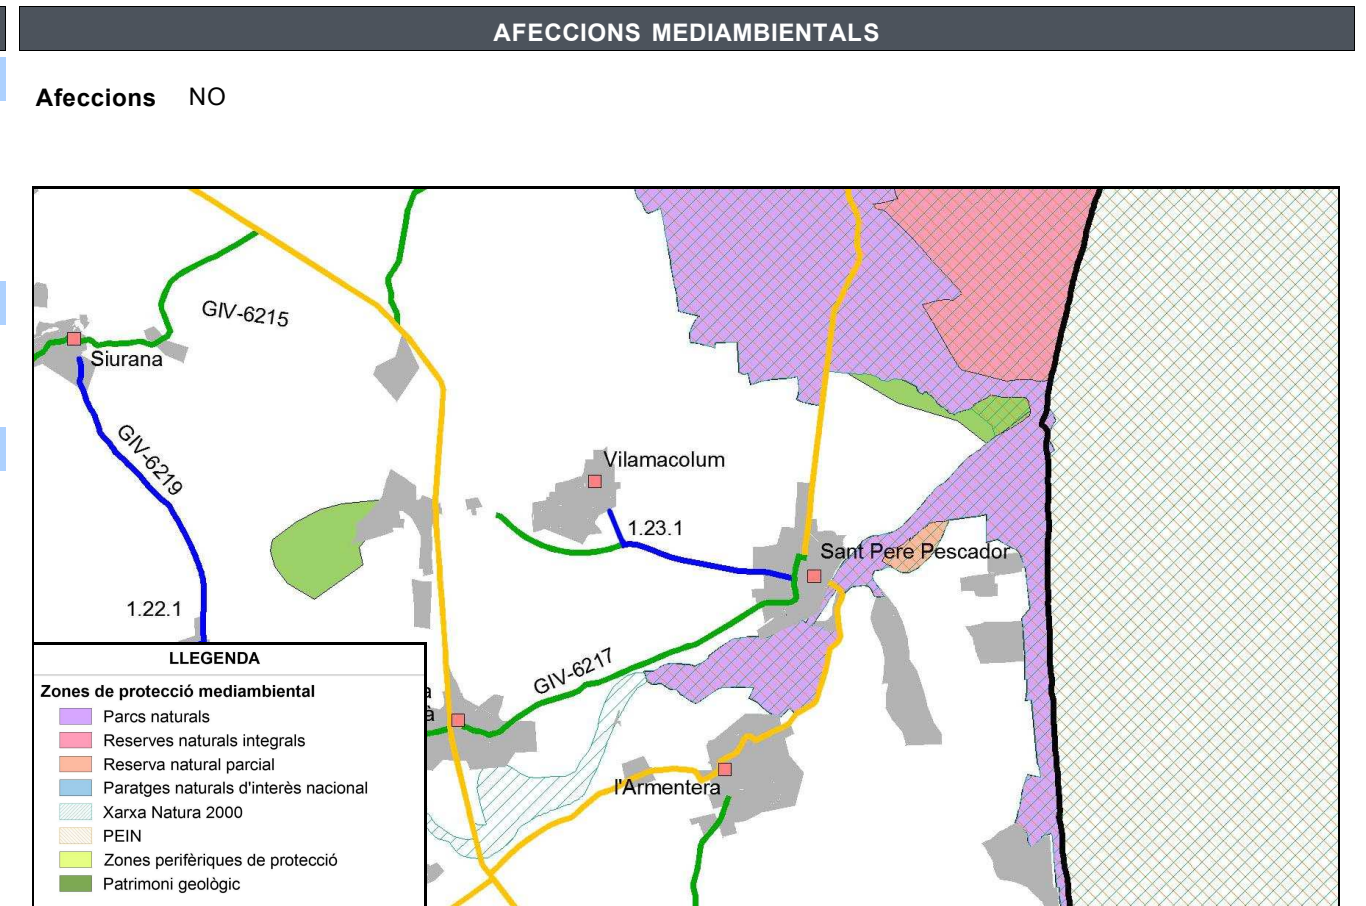 AFECCIONS MEDIAMBIENTALS
Afeccions NO
GIV-6215
Siurana
GIV-6219
Vilamacolum
1.23.1
Sant Pere Pescador
1.22.1
GIV-6217
a
à
l'Armentera
LLEGENDA
Zones de protecció mediambiental
Parcs naturals
Reserves naturals integrals
Reserva natural parcial
Paratges naturals d'interès nacional
Xarxa Natura 2000
PEIN
Zones perifèriques de protecció
Patrimoni geològic